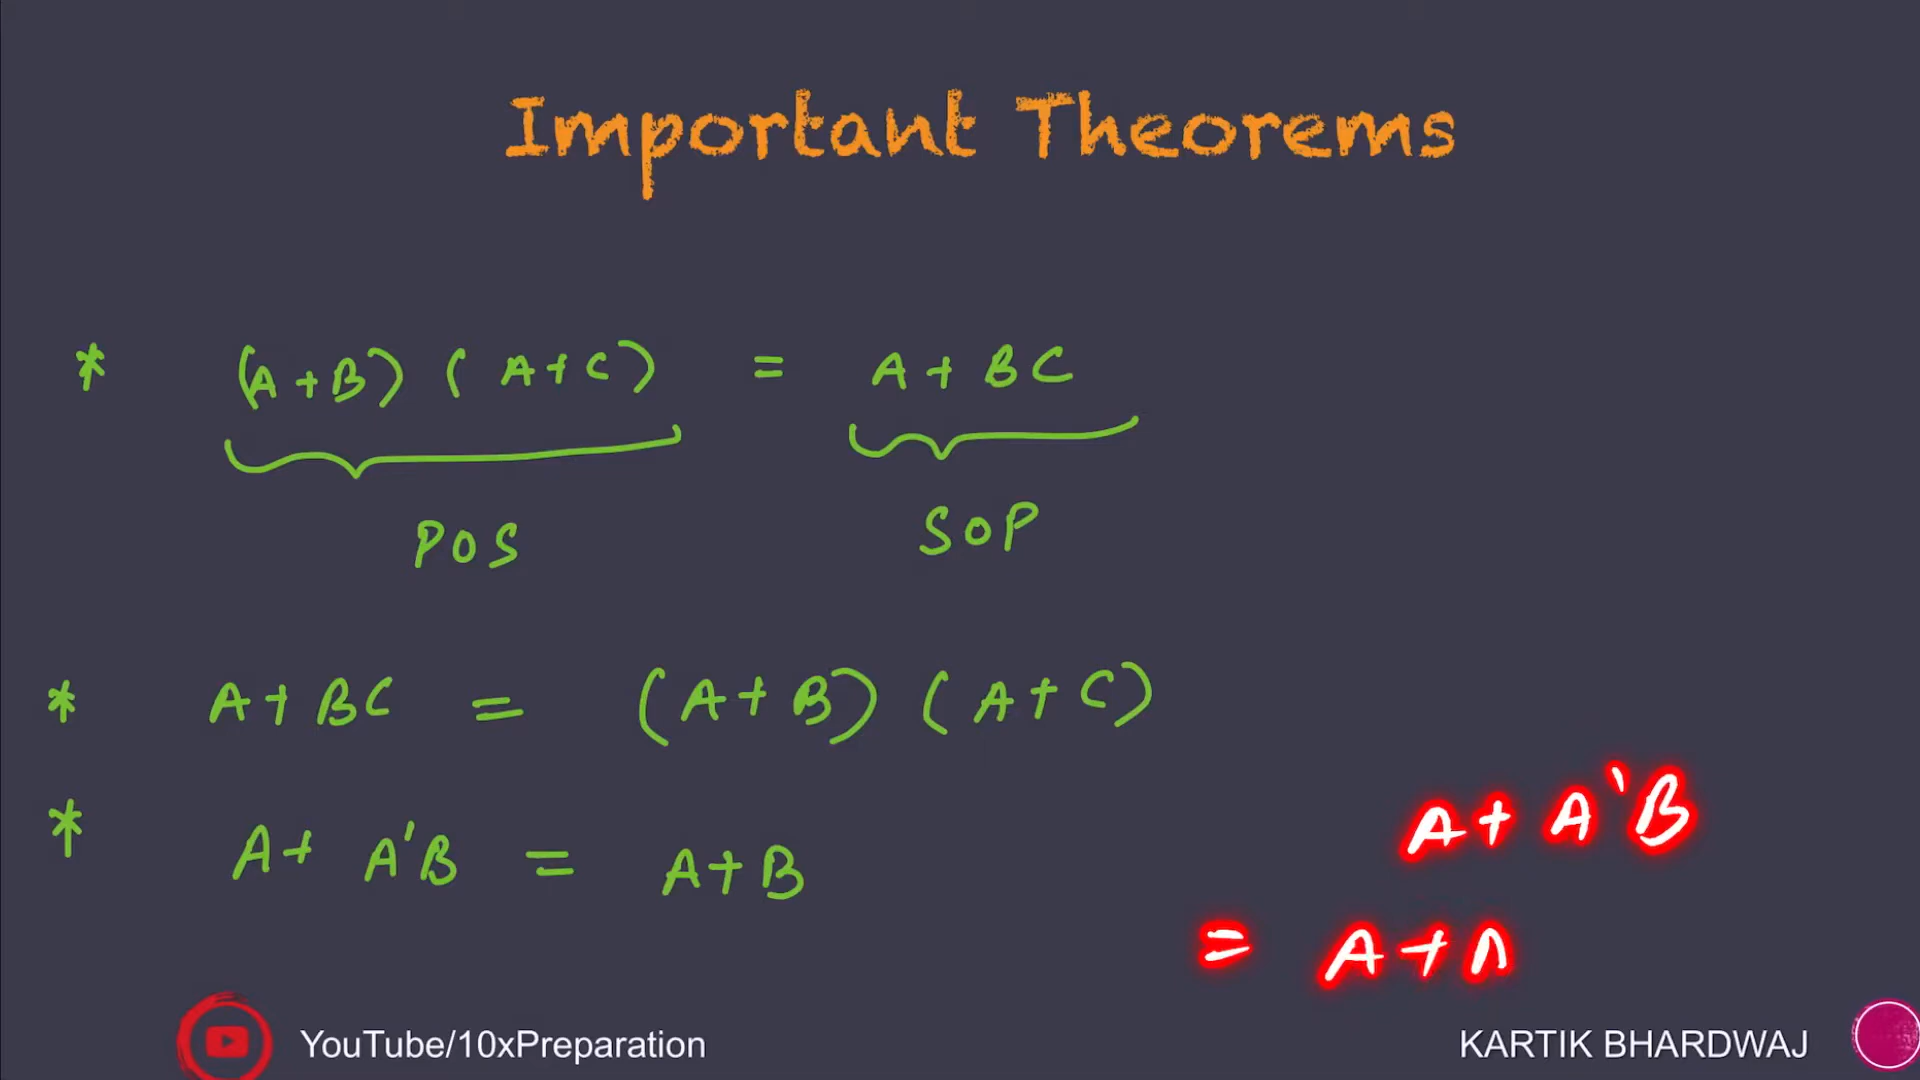 Important Theorems
* (A+B) (A+C) = A+BC
POS SOP
* A+BC = (A+B) (A+C)
* A+ A'B = A+B
A+ A'B
= A+
YouTube/10xPreparation
KARTIK BHARDWAJ